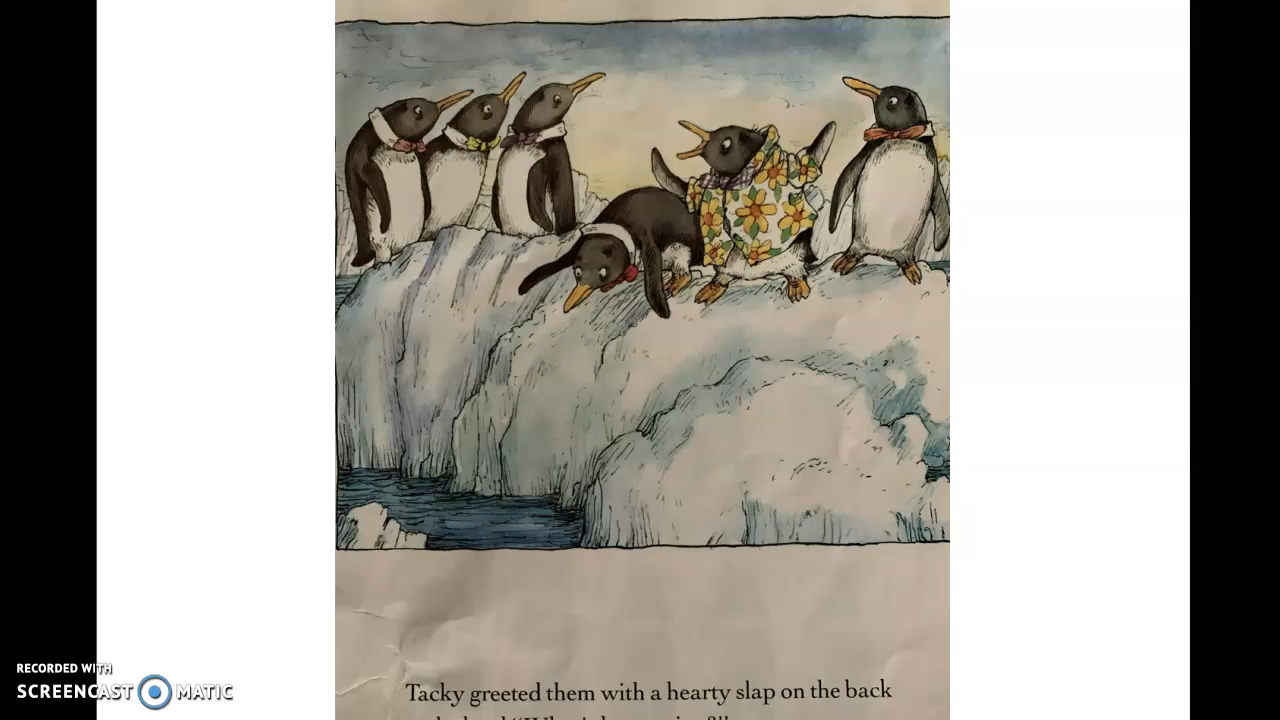 Tacky greeted them with a hearty slap on the back
RECORDED WITH
SCREENCAST MATIC